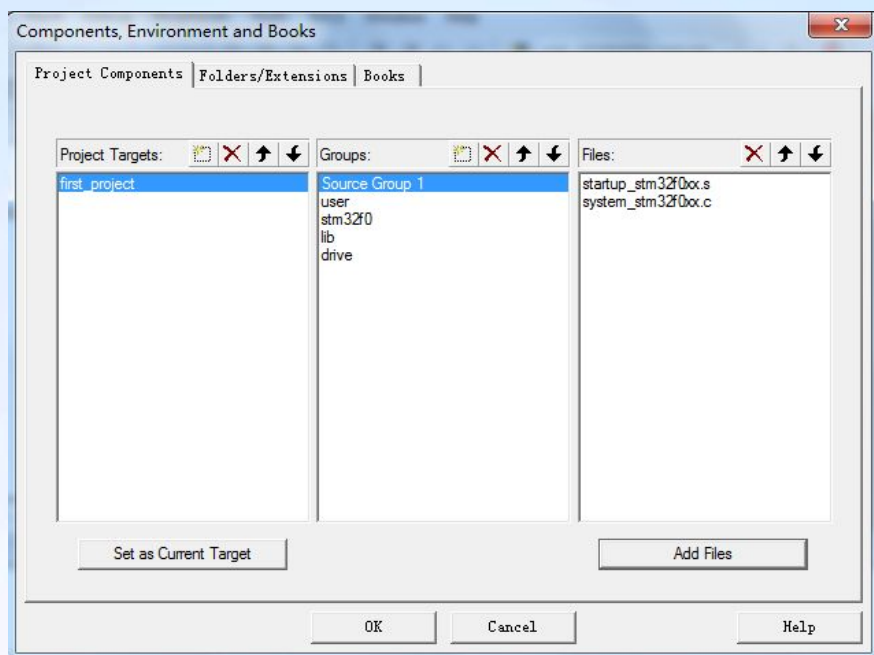 Components, Environment and Books
Project Components Folders/Extensions Books
Project Targets: Groups: Files:
first_project
Source Group 1
user
stm32f0
lib
drive
startup_stm32f0xx.s
system_stm32f0xx.c
Set as Current Target Add Files
OK Cancel Help